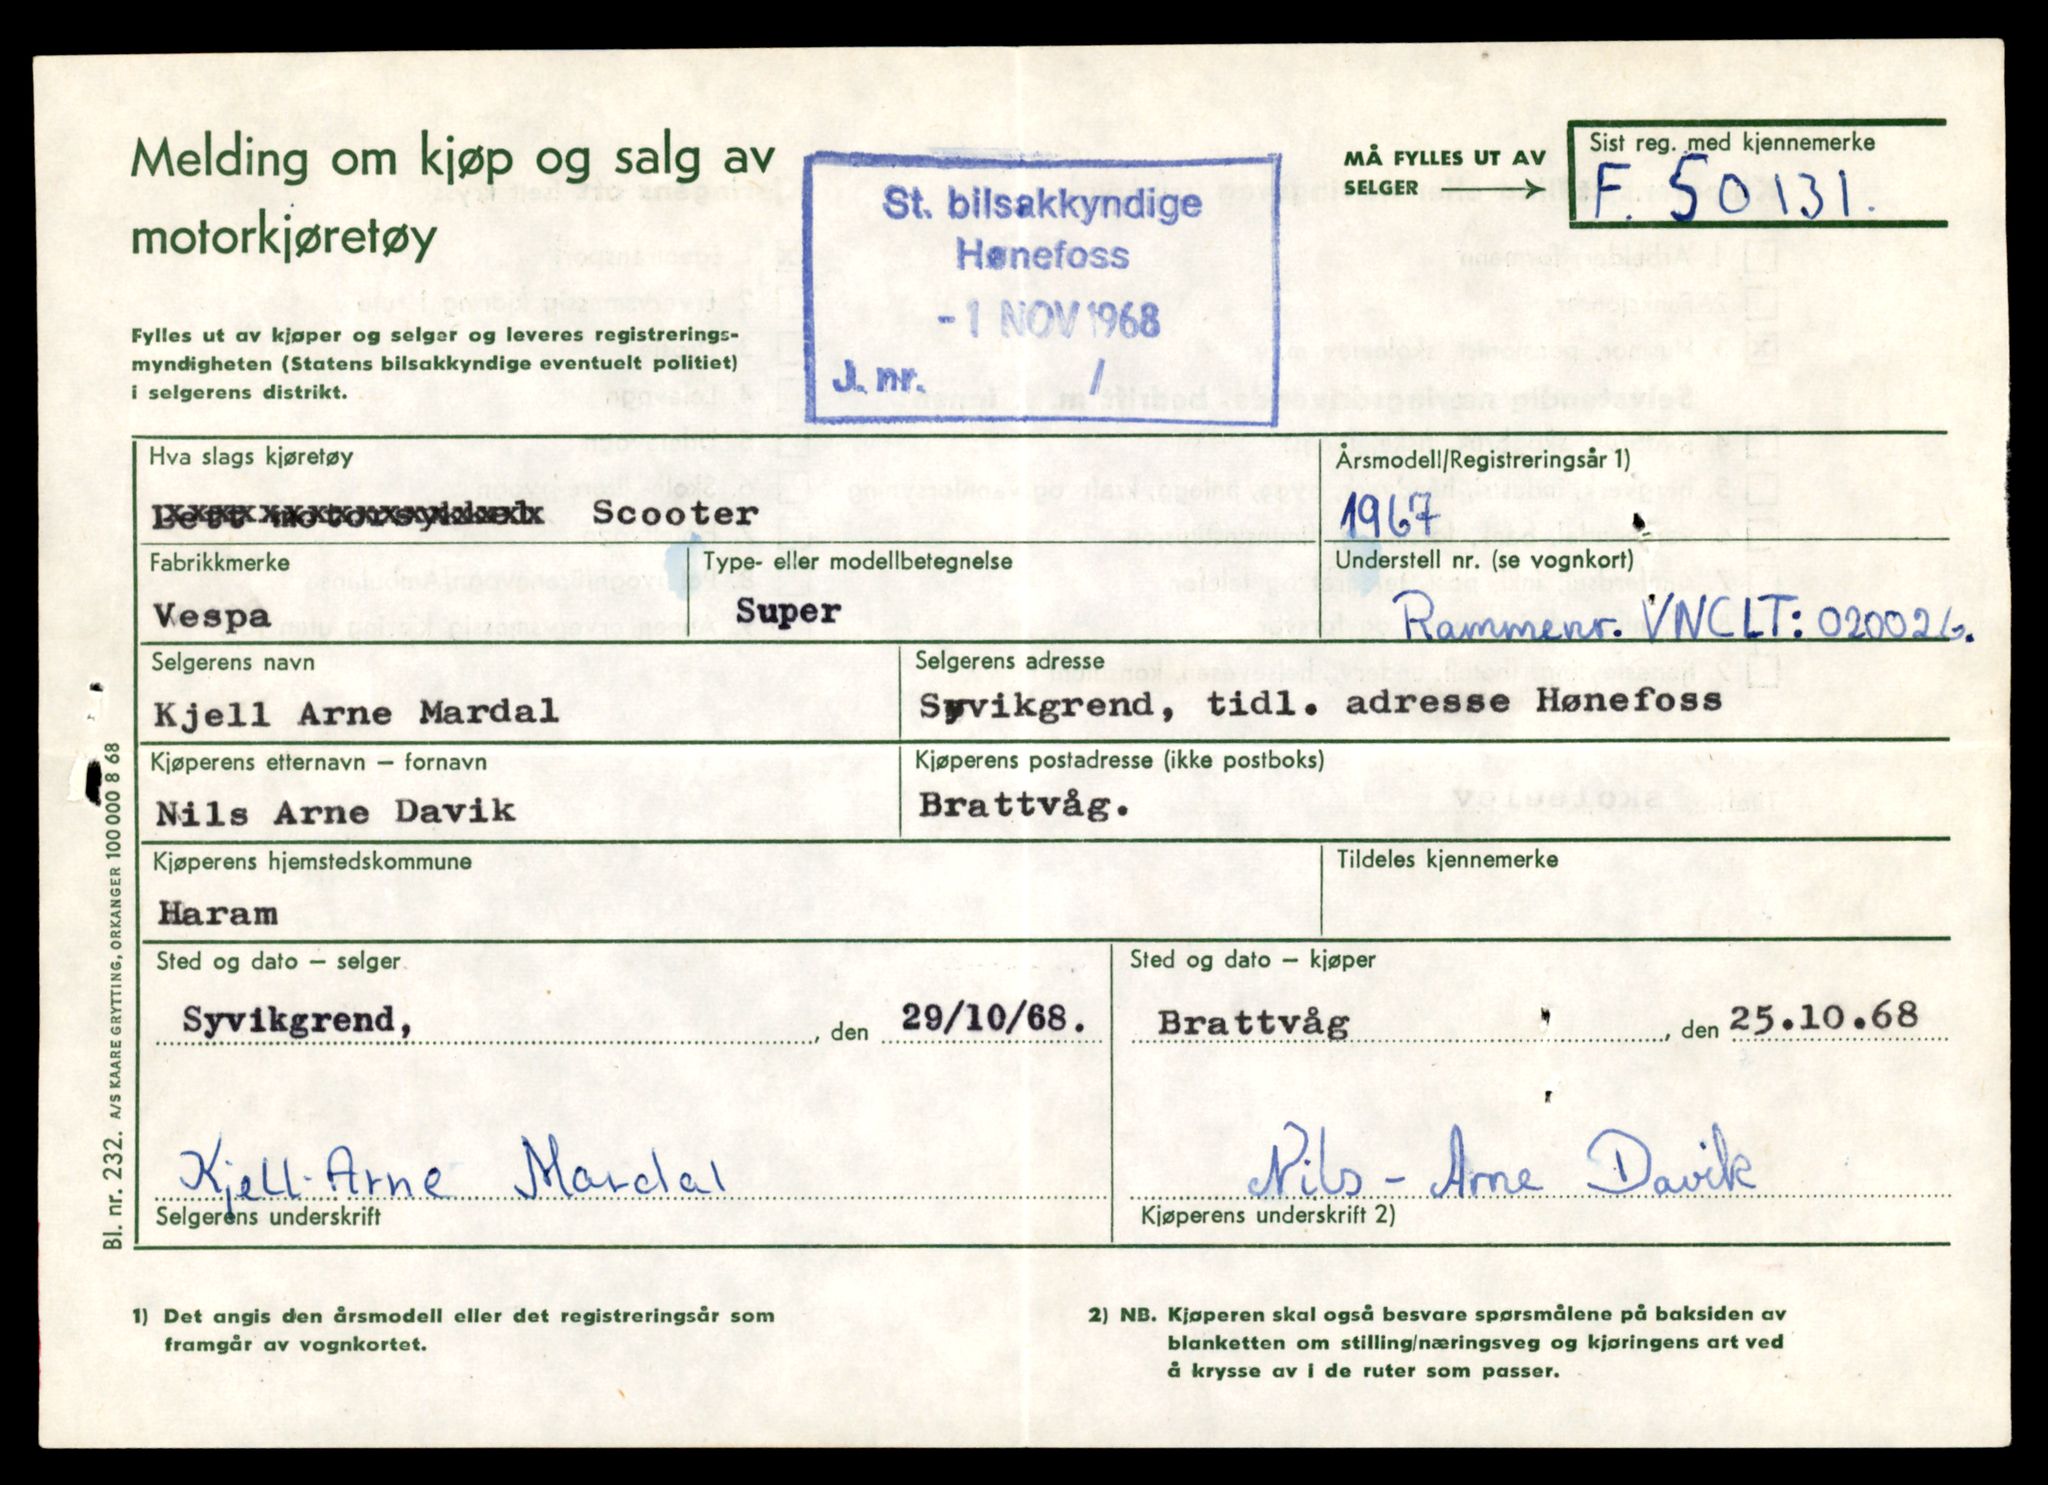 Melding om kjøp og salg av
motorkjøretøy
Fylles ut av kjøper og selger og leveres registrerings-
myndigheten (Statens bilsakkyndige eventuelt politiet)
i selgerens distrikt.
St. bilsakkyndige
Hønefoss
-1 NOV 1968
J. nr. /
MÅ FYLLES UT AV
SELGER →
Sist reg. med kjennemerke
F. 50131.
Hva slags kjøretøy
Lett motorsykkel Scooter
Årsmodell/Registreringsår 1)
1967
Fabrikkmerke
Vespa
Type- eller modellbetegnelse
Super
Understell nr. (se vognkort)
Rammenr. VNCLT: 020026.
Selgerens navn
Kjell Arne Mardal
Selgerens adresse
Syvikgrend, tidl. adresse Hønefoss
Kjøperens etternavn — fornavn
Nils Arne Davik
Kjøperens postadresse (ikke postboks)
Brattvåg.
Kjøperens hjemstedskommune
Haram
Tildeles kjennemerke
Sted og dato — selger
Syvikgrend, , den 29/10/68.
Sted og dato — kjøper
Brattvåg , den 25.10.68
Kjell-Arne Mardal
Selgerens underskrift
Nils - Arne Davik
Kjøperens underskrift 2)
1) Det angis den årsmodell eller det registreringsår som
framgår av vognkortet.
2) NB. Kjøperen skal også besvare spørsmålene på baksiden av
blanketten om stilling/næringsveg og kjøringens art ved
å krysse av i de ruter som passer.
Bl. nr. 232. A/S KAARE GRYTTING, ORKANGER 100 000 8 68